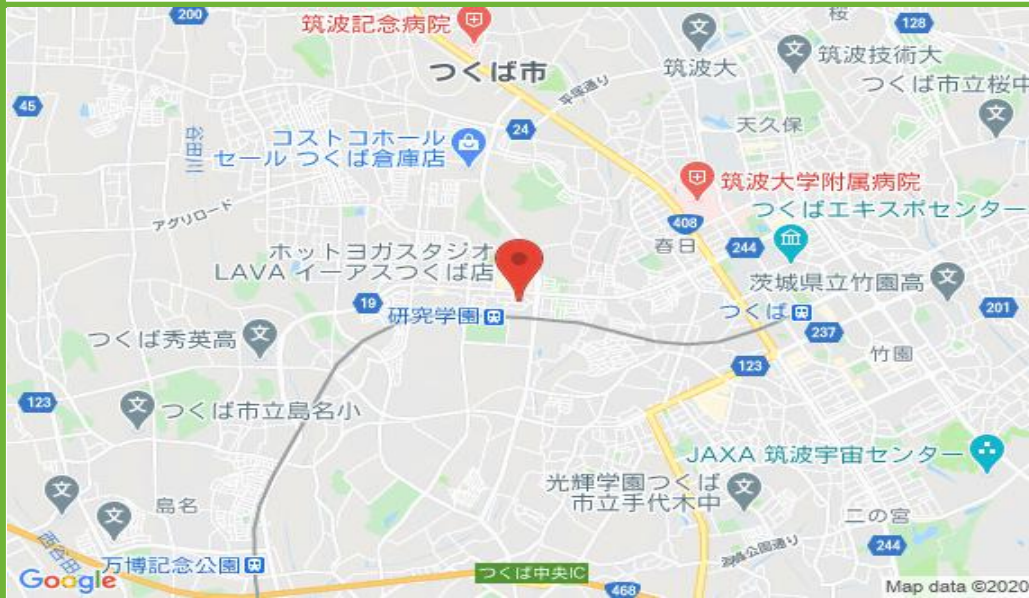 200
筑波記念病院
桜
128
筑波大
筑波技術大
つくば市
平塚通り
つくば市立桜中
45
谷田川
コストコホール
セール つくば倉庫店
24
天久保
アグリロード
筑波大学附属病院
408
つくばエキスポセンター
春日
244
ホットヨガスタジオ
LAVA イーアスつくば店
茨城県立竹園高
19
研究学園
つくば
201
237
つくば秀英高
竹園
123
123
つくば市立島名小
JAXA 筑波宇宙センター
光輝学園つくば
市立手代木中
島名
二の宮
西谷田
244
万博記念公園
つくば中央IC
468
Google
Map data ©2020